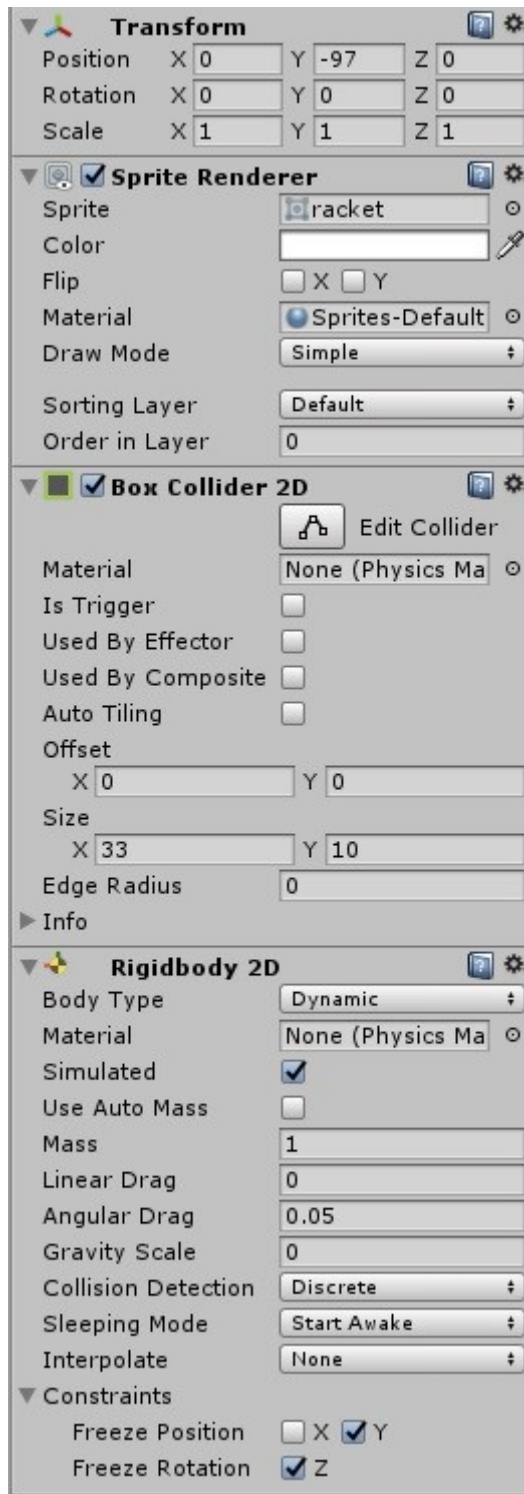 Transform
Position X 0 Y -97 Z 0
Rotation X 0 Y 0 Z 0
Scale X 1 Y 1 Z 1
Sprite Renderer
Sprite racket
Color
Flip X Y
Material Sprites-Default
Draw Mode Simple
Sorting Layer Default
Order in Layer 0
Box Collider 2D
Edit Collider
Material None (Physics Ma
Is Trigger
Used By Effector
Used By Composite
Auto Tiling
Offset
X 0 Y 0
Size
X 33 Y 10
Edge Radius 0
Info
Rigidbody 2D
Body Type Dynamic
Material None (Physics Ma
Simulated
Use Auto Mass
Mass 1
Linear Drag 0
Angular Drag 0.05
Gravity Scale 0
Collision Detection Discrete
Sleeping Mode Start Awake
Interpolate None
Constraints
Freeze Position X Y
Freeze Rotation Z